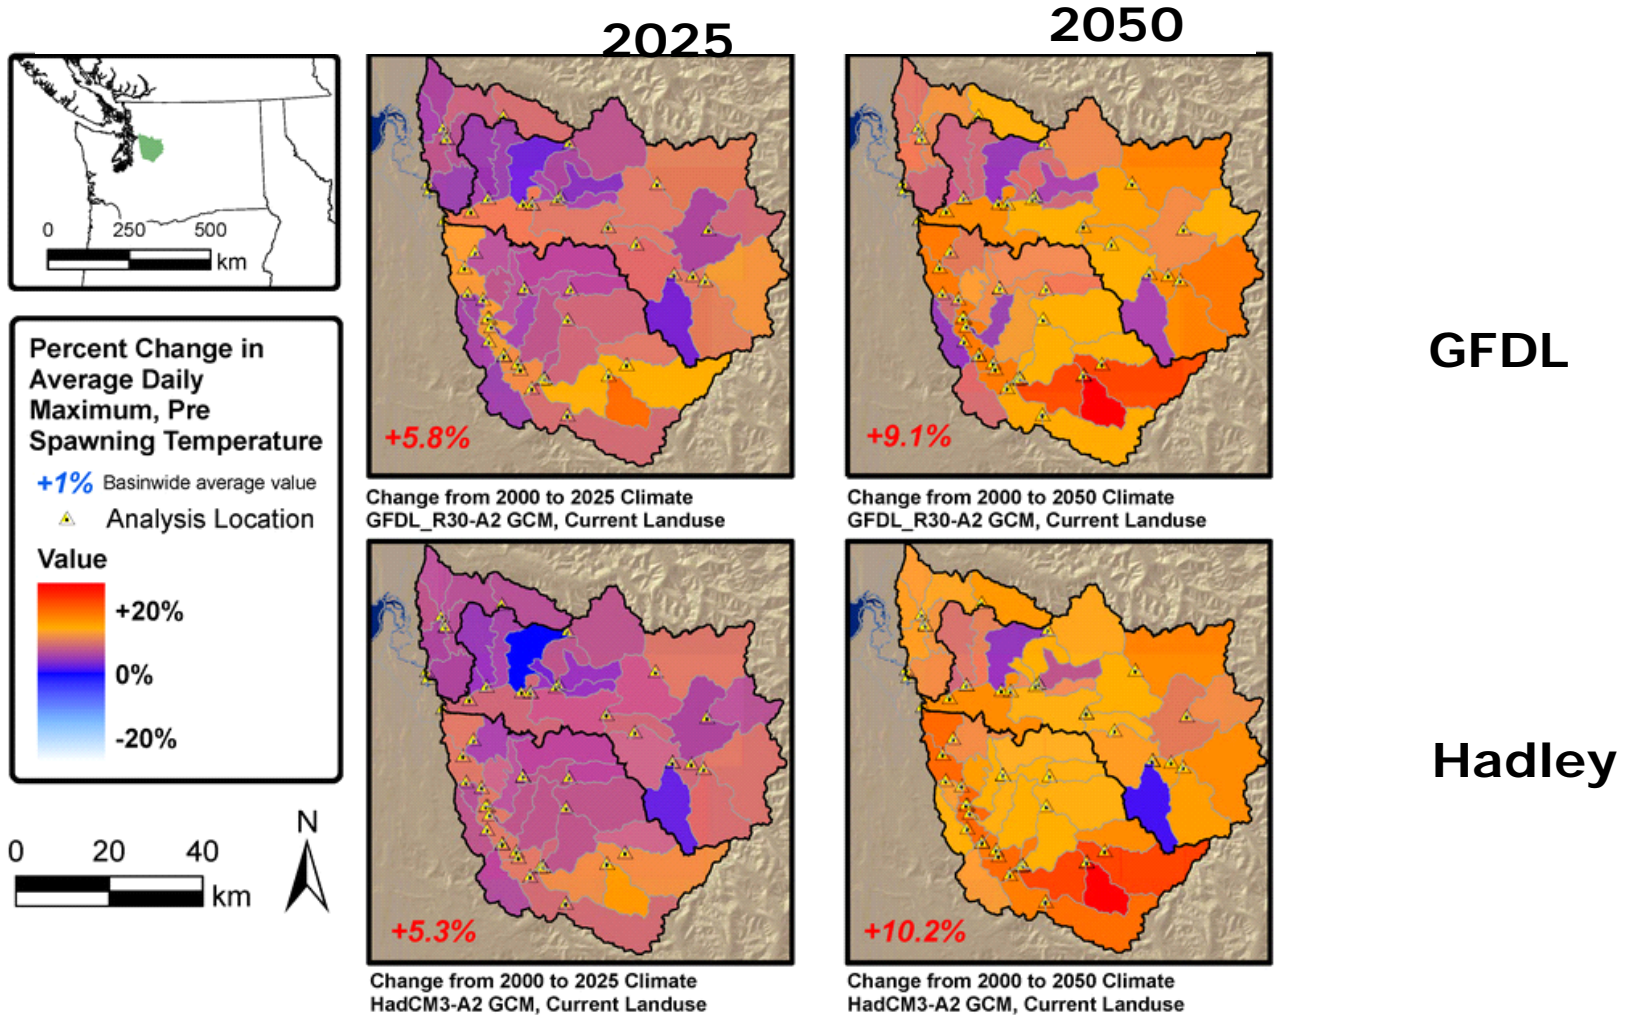 2025
2050
0 250 500
km
Percent Change in
Average Daily
Maximum, Pre
Spawning Temperature
+1% Basinwide average value
Analysis Location
Value
+20%
0%
-20%
N
0 20 40
km
+5.8%
Change from 2000 to 2025 Climate
GFDL_R30-A2 GCM, Current Landuse
+9.1%
Change from 2000 to 2050 Climate
GFDL_R30-A2 GCM, Current Landuse
GFDL
+5.3%
Change from 2000 to 2025 Climate
HadCM3-A2 GCM, Current Landuse
+10.2%
Change from 2000 to 2050 Climate
HadCM3-A2 GCM, Current Landuse
Hadley